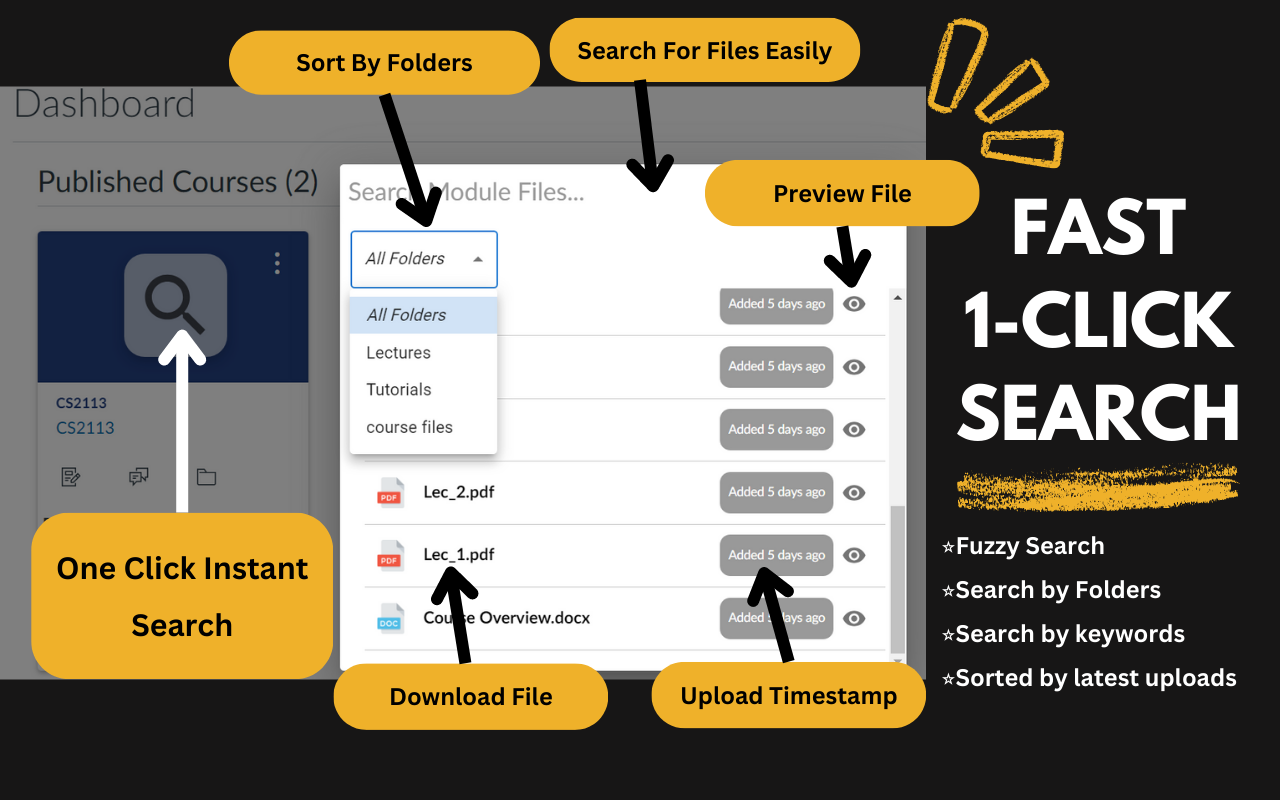 Sort By Folders
Search For Files Easily
Dashboard
Published Courses (2)
Search Module Files...
Preview File
FAST
1-CLICK
SEARCH
All Folders
All Folders
Lectures
Tutorials
course files
Added 5 days ago
Added 5 days ago
Added 5 days ago
CS2113
CS2113
PDF
Lec_2.pdf
Added 5 days ago
PDF
Lec_1.pdf
Added 5 days ago
DOC
Course Overview.docx
Added 5 days ago
One Click Instant
Search
Download File
Upload Timestamp
☆Fuzzy Search
☆Search by Folders
☆Search by keywords
☆Sorted by latest uploads